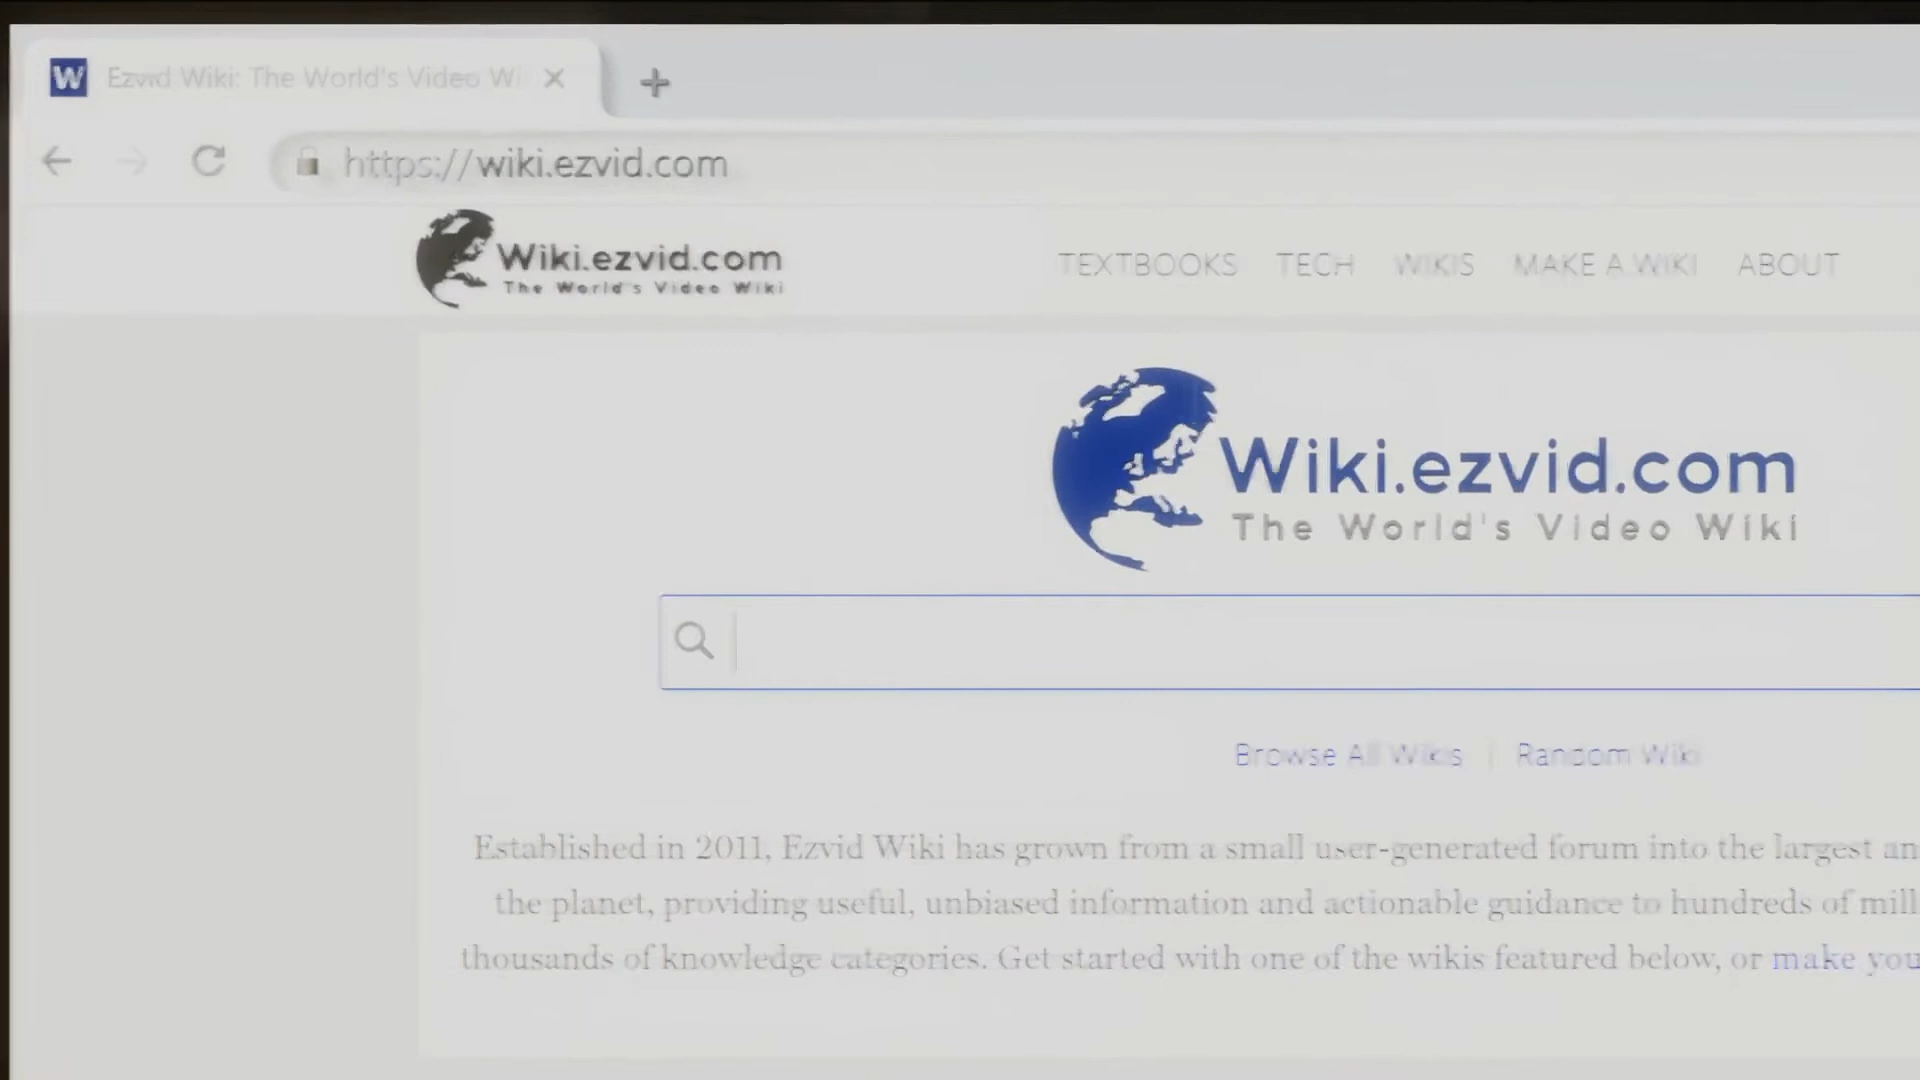 W Ezvid Wiki: The World's Video Wi
https://wiki.ezvid.com
Wiki.ezvid.com
The World's Video Wiki
TEXTBOOKS TECH WIKIS MAKE A WIKI ABOUT
Wiki.ezvid.com
The World's Video Wiki
Browse All Wikis | Random Wiki
Established in 2011, Ezvid Wiki has grown from a small user-generated forum into the largest an
the planet, providing useful, unbiased information and actionable guidance to hundreds of mill
thousands of knowledge categories. Get started with one of the wikis featured below, or make you